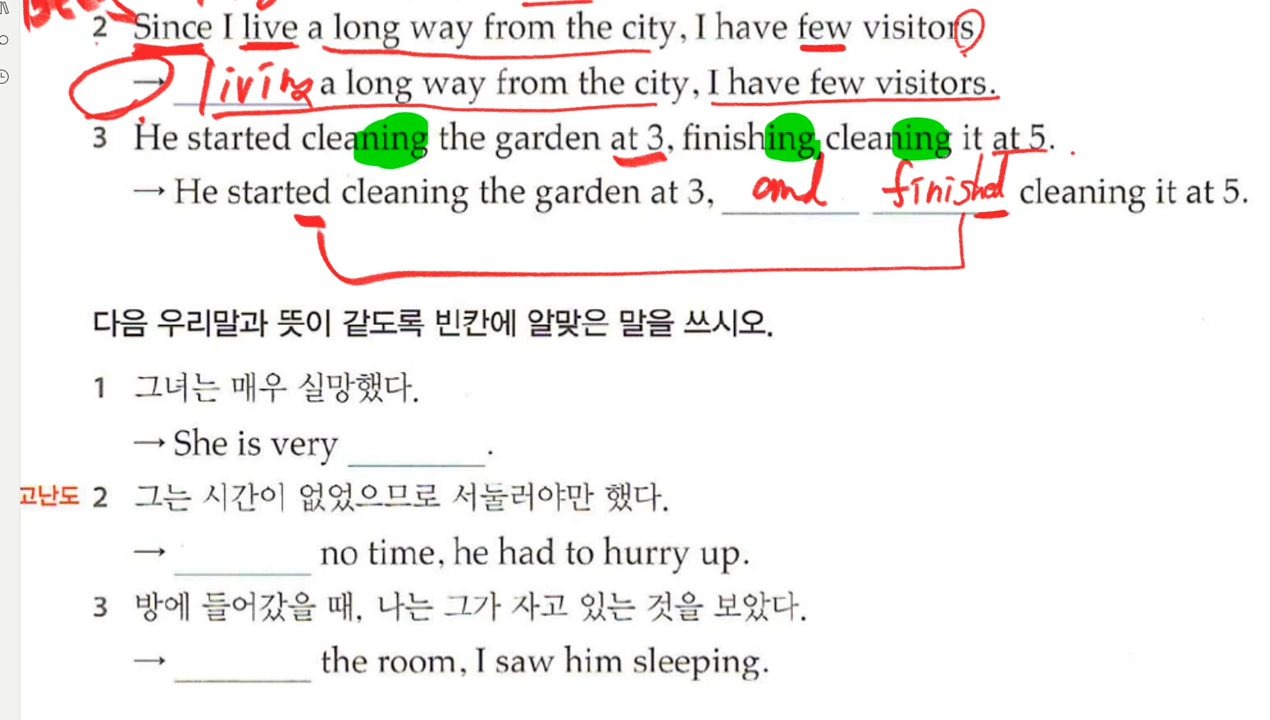 2 Since I live a long way from the city, I have few visitors,
→ living a long way from the city, I have few visitors.
3 He started cleaning the garden at 3, finishing cleaning it at 5.
→ He started cleaning the garden at 3, and finished cleaning it at 5.
다음 우리말과 뜻이 같도록 빈칸에 알맞은 말을 쓰시오.
1 그녀는 매우 실망했다.
→ She is very ________.
고난도 2 그는 시간이 없었으므로 서둘러야만 했다.
→ ________ no time, he had to hurry up.
3 방에 들어갔을 때, 나는 그가 자고 있는 것을 보았다.
→ ________ the room, I saw him sleeping.